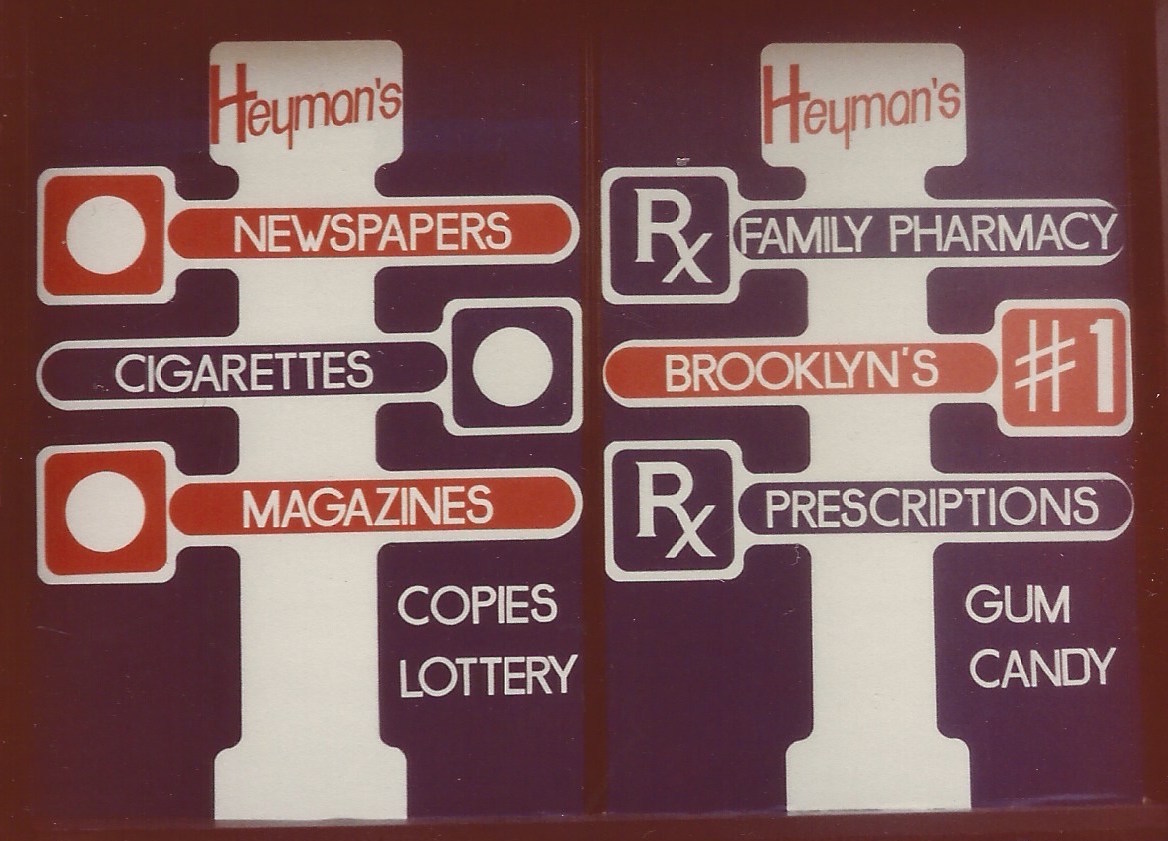 Heyman's
NEWSPAPERS
CIGARETTES
MAGAZINES
COPIES
LOTTERY
Heyman's
Rx FAMILY PHARMACY
BROOKLYN'S #1
Rx PRESCRIPTIONS
GUM
CANDY